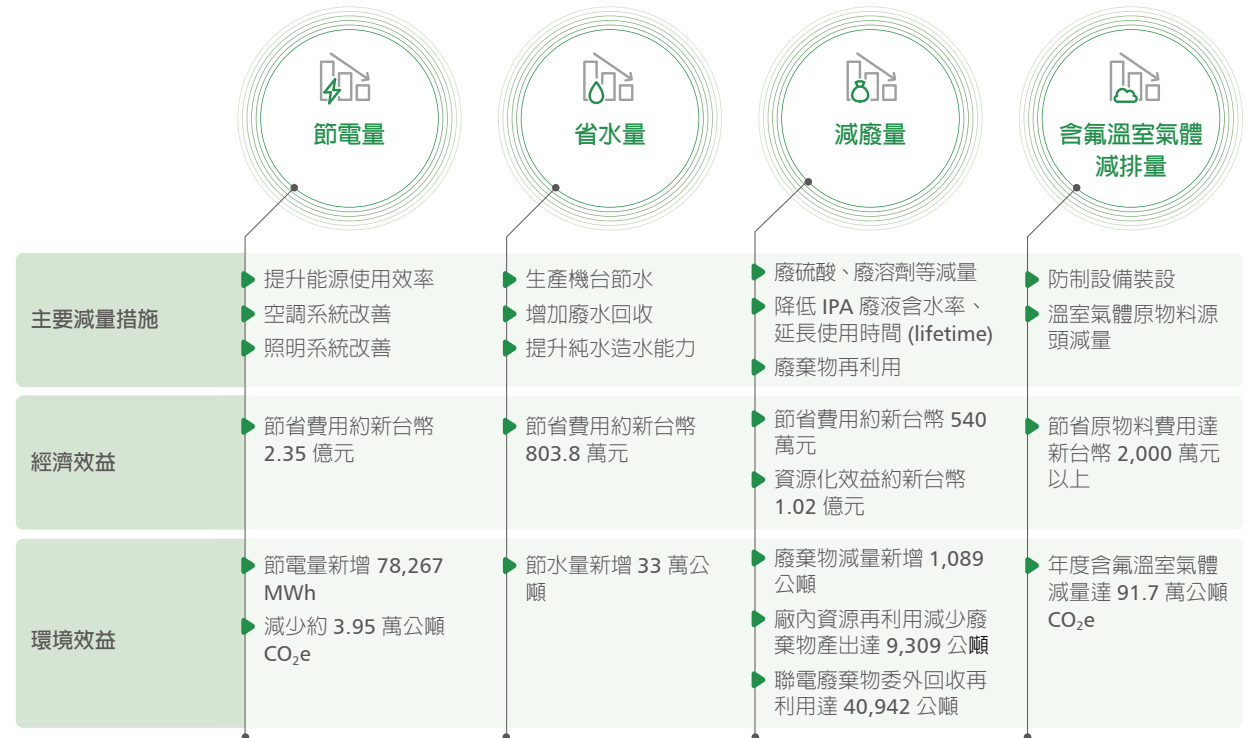 節電量
省水量
減廢量
含氟溫室氣體
減排量
主要減量措施
提升能源使用效率
空調系統改善
照明系統改善
生產機台節水
增加廢水回收
提升純水造水能力
廢硫酸、廢溶劑等減量
降低 IPA 廢液含水率、
延長使用時間 (lifetime)
廢棄物再利用
防制設備裝設
溫室氣體原物料源
頭減量
經濟效益
節省費用約新台幣
2.35 億元
節省費用約新台幣
803.8 萬元
節省費用約新台幣 540
萬元
資源化效益約新台幣
1.02 億元
節省原物料費用達
新台幣 2,000 萬元
以上
環境效益
節電量新增 78,267
MWh
減少約 3.95 萬公噸
CO₂e
節水量新增 33 萬公
噸
廢棄物減量新增 1,089
公噸
廠內資源再利用減少廢
棄物產出達 9,309 公噸
聯電廢棄物委外回收再
利用達 40,942 公噸
年度含氟溫室氣體
減量達 91.7 萬公噸
CO₂e